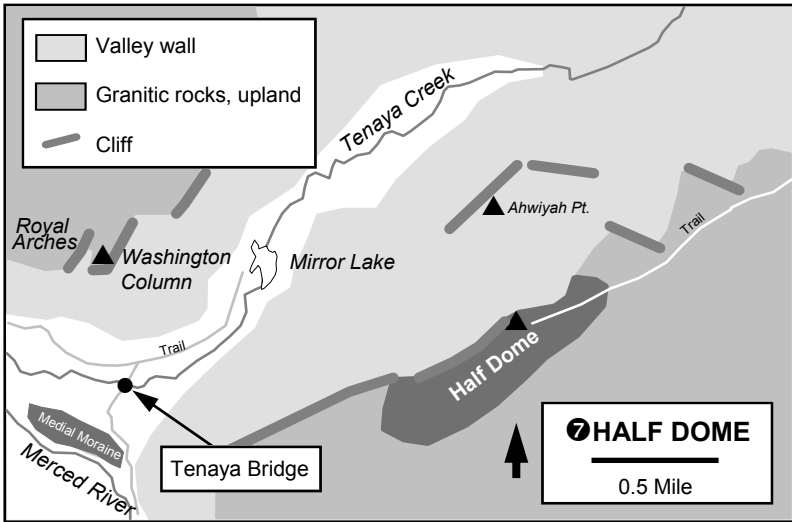 Valley wall
Granitic rocks, upland
Cliff
Tenaya Creek
Royal
Arches
Washington
Column
Mirror Lake
Ahwiyah Pt.
Trail
Trail
Half Dome
Medial Moraine
Merced River
Tenaya Bridge
❼HALF DOME
0.5 Mile